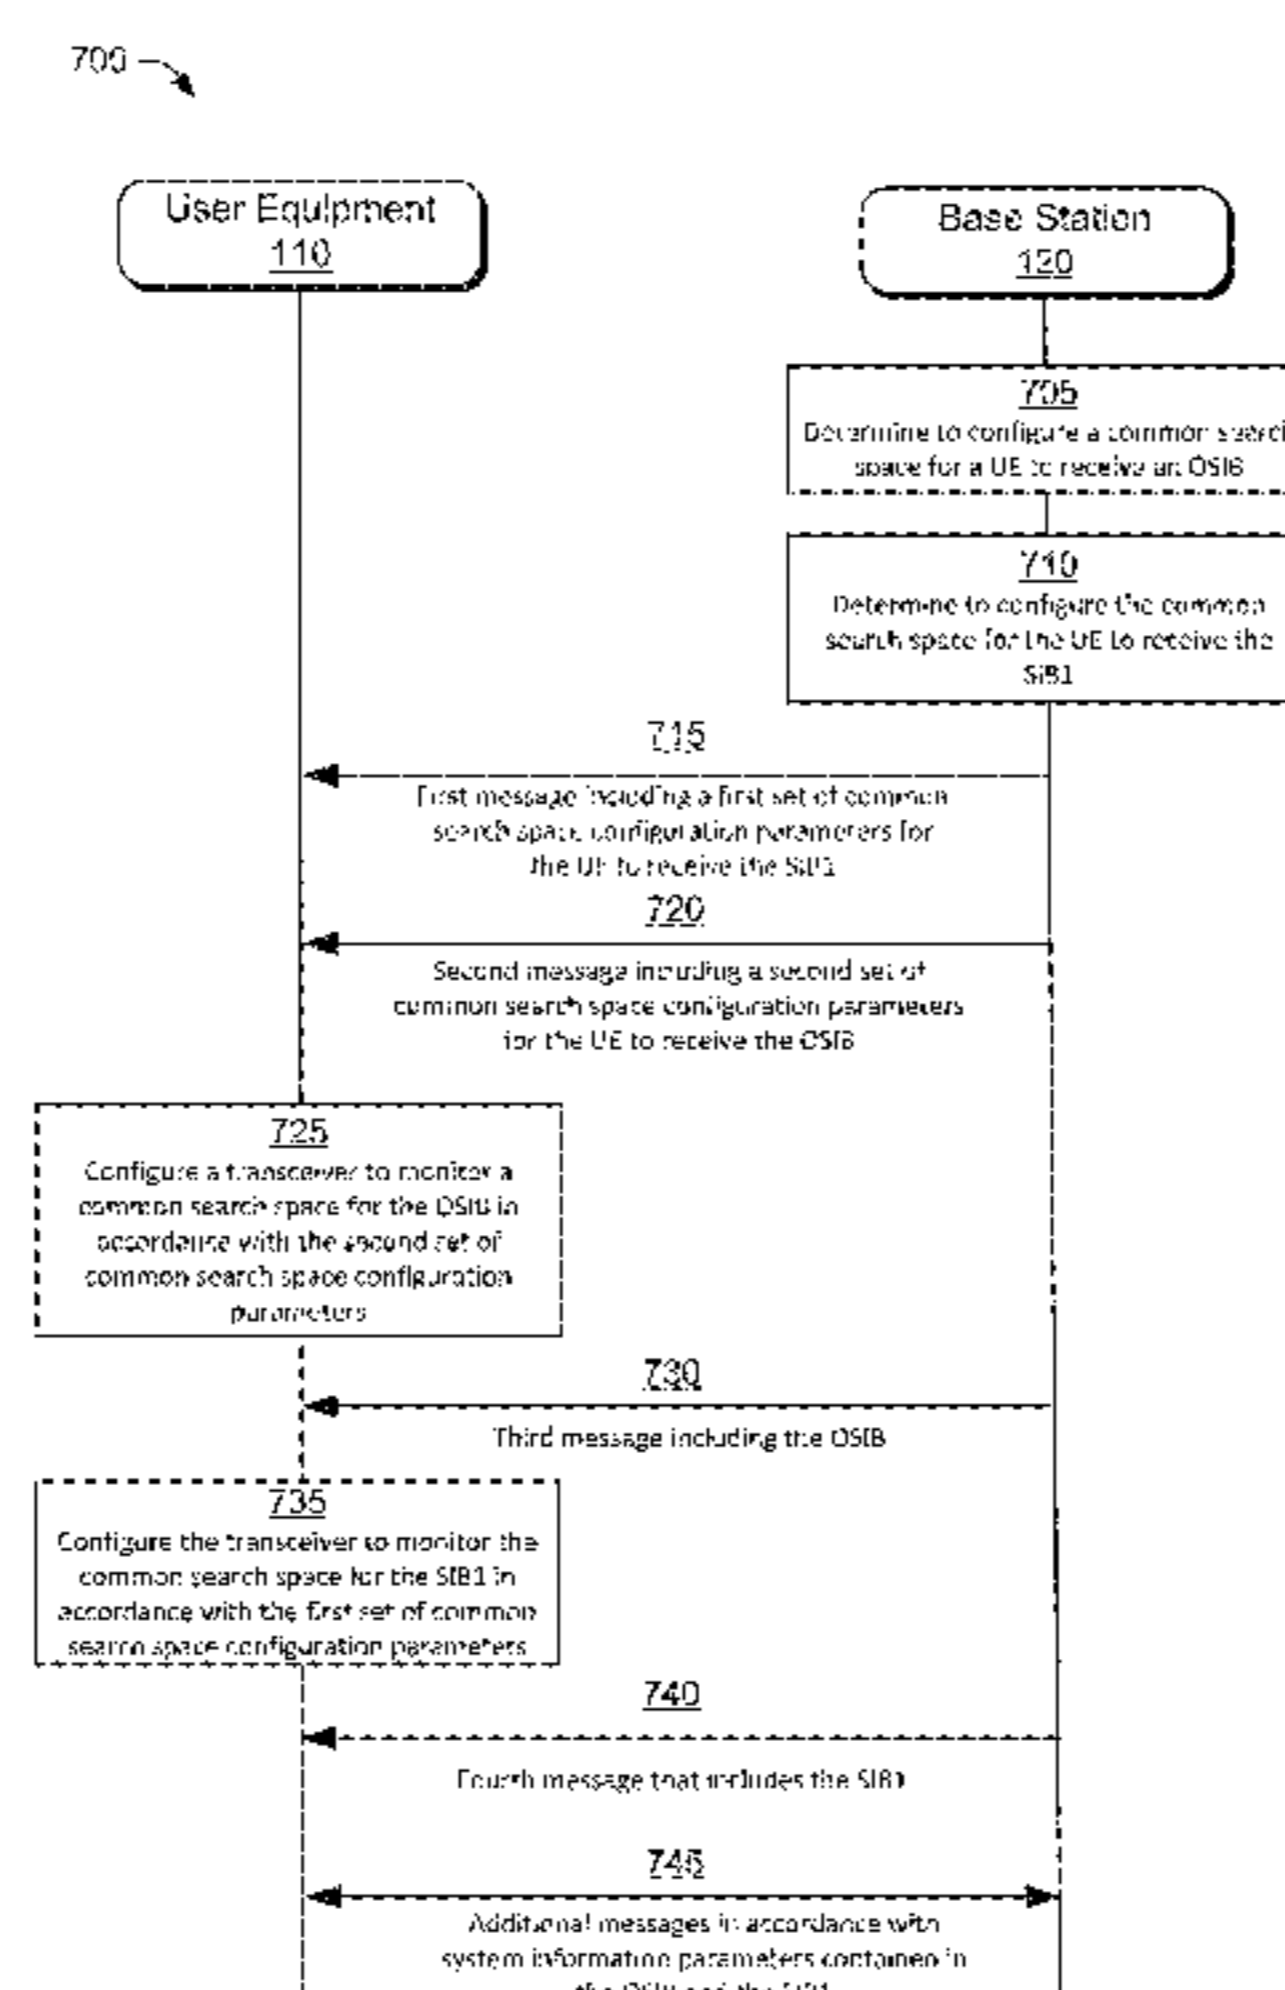 700
User Equipment
110
Base Station
120
705
Determine to configure a common
space for a UE to receive an OSIB
710
Determine to configure the common
search space for the UE to receive the
SIB1
715
First message including a first set of common
search space configuration parameters for
the UE to receive the SIB1
720
Second message including a second set of
common search space configuration parameters
for the UE to receive the OSIB
725
Configure a transceiver to monitor a
common search space for the OSIB in
accordance with the second set of
common search space configuration
parameters
730
Third message including the OSIB
735
Configure the transceiver to monitor the
common search space for the SIB1 in
accordance with the first set of common
search space configuration parameters
740
Fourth message that includes the SIB1
745
Additional messages in accordance with
system information parameters contained in